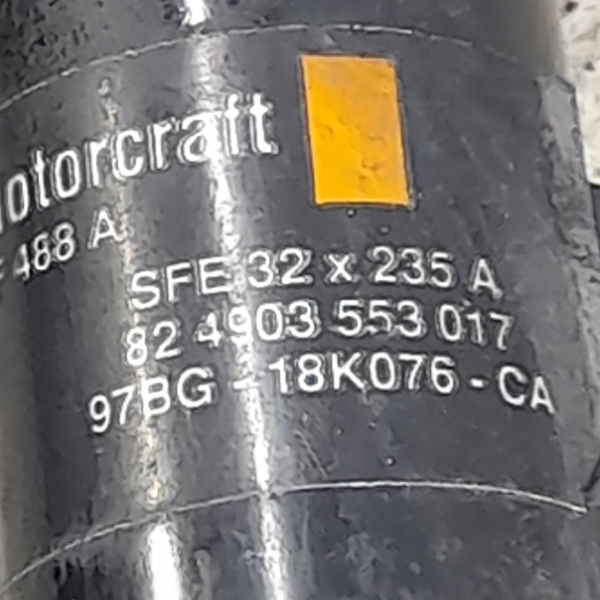 otorcraft
488 A
SFE 32 x 235 A
82 4903 553 017
97BG - 18K076 - CA